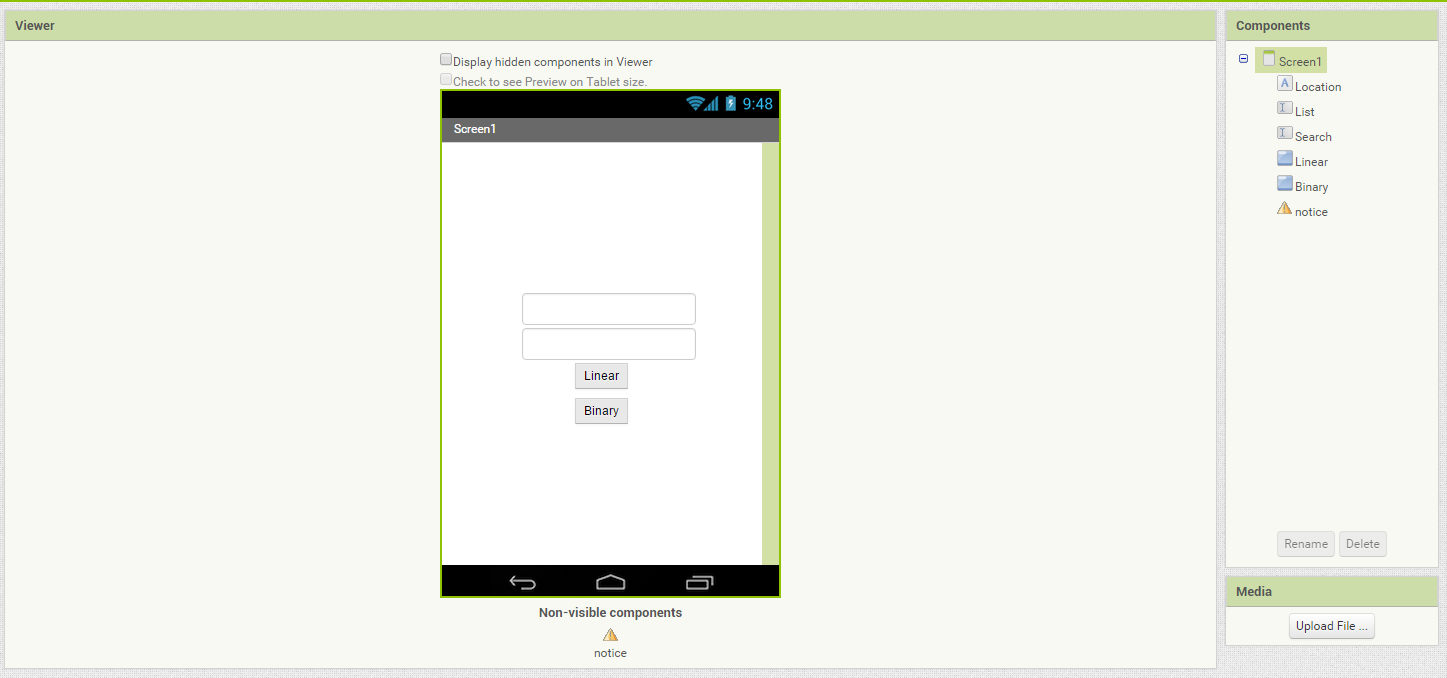 Viewer
Display hidden components in Viewer
Check to see Preview on Tablet size.
9:48
Screen1
Linear
Binary
Non-visible components
notice
Components
Screen1
A Location
List
Search
Linear
Binary
notice
Rename Delete
Media
Upload File ...